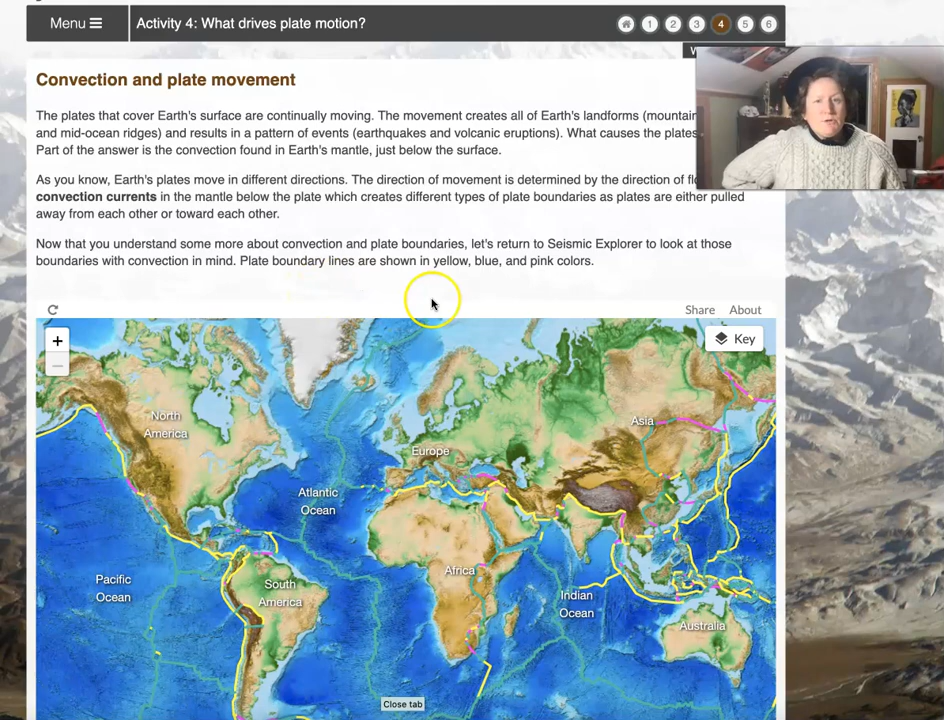 Menu ☰ Activity 4: What drives plate motion? 1 2 3 4 5 6
Convection and plate movement
The plates that cover Earth's surface are continually moving. The movement creates all of Earth's landforms (mountain
and mid-ocean ridges) and results in a pattern of events (earthquakes and volcanic eruptions). What causes the plates
Part of the answer is the convection found in Earth's mantle, just below the surface.
As you know, Earth's plates move in different directions. The direction of movement is determined by the direction of
convection currents in the mantle below the plate which creates different types of plate boundaries as plates are either pulled
away from each other or toward each other.
Now that you understand some more about convection and plate boundaries, let's return to Seismic Explorer to look at those
boundaries with convection in mind. Plate boundary lines are shown in yellow, blue, and pink colors.
Share About
+
Key
−
North
America
Asia
Europe
Atlantic
Ocean
Africa
Pacific
Ocean
South
America
Indian
Ocean
Australia
Close tab